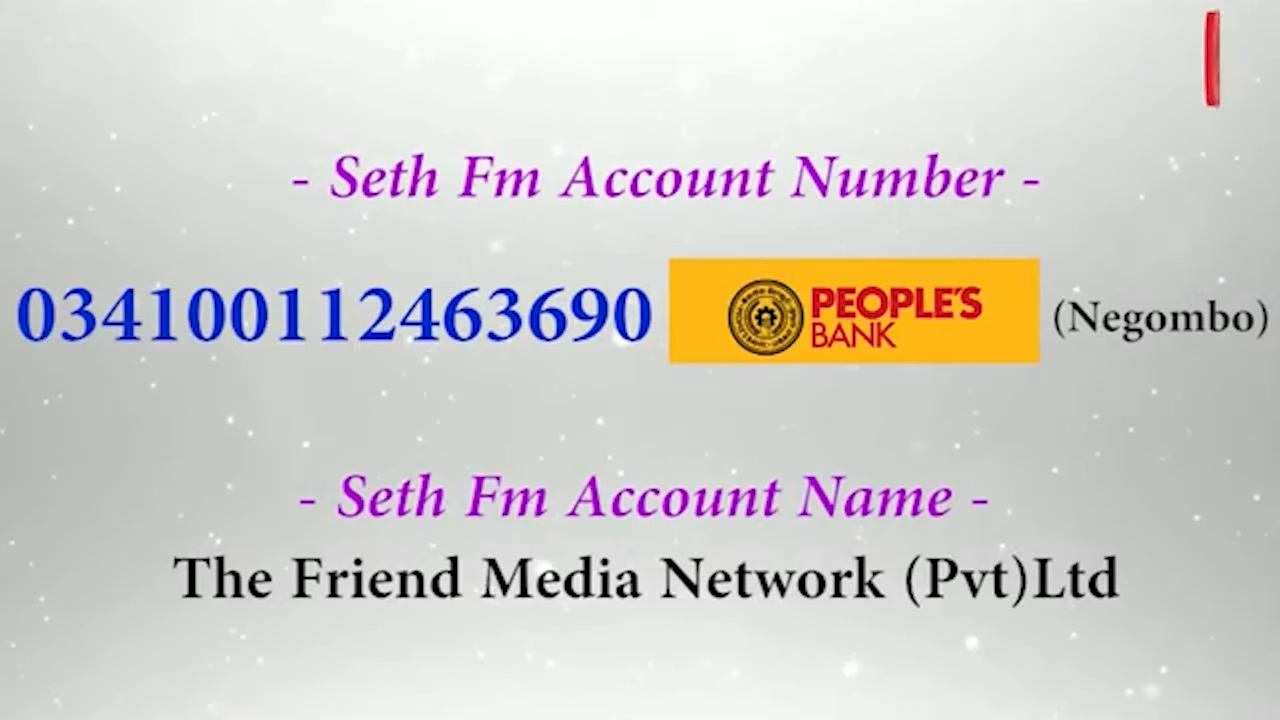 - Seth Fm Account Number -
034100112463690 PEOPLE'S BANK (Negombo)
- Seth Fm Account Name -
The Friend Media Network (Pvt)Ltd